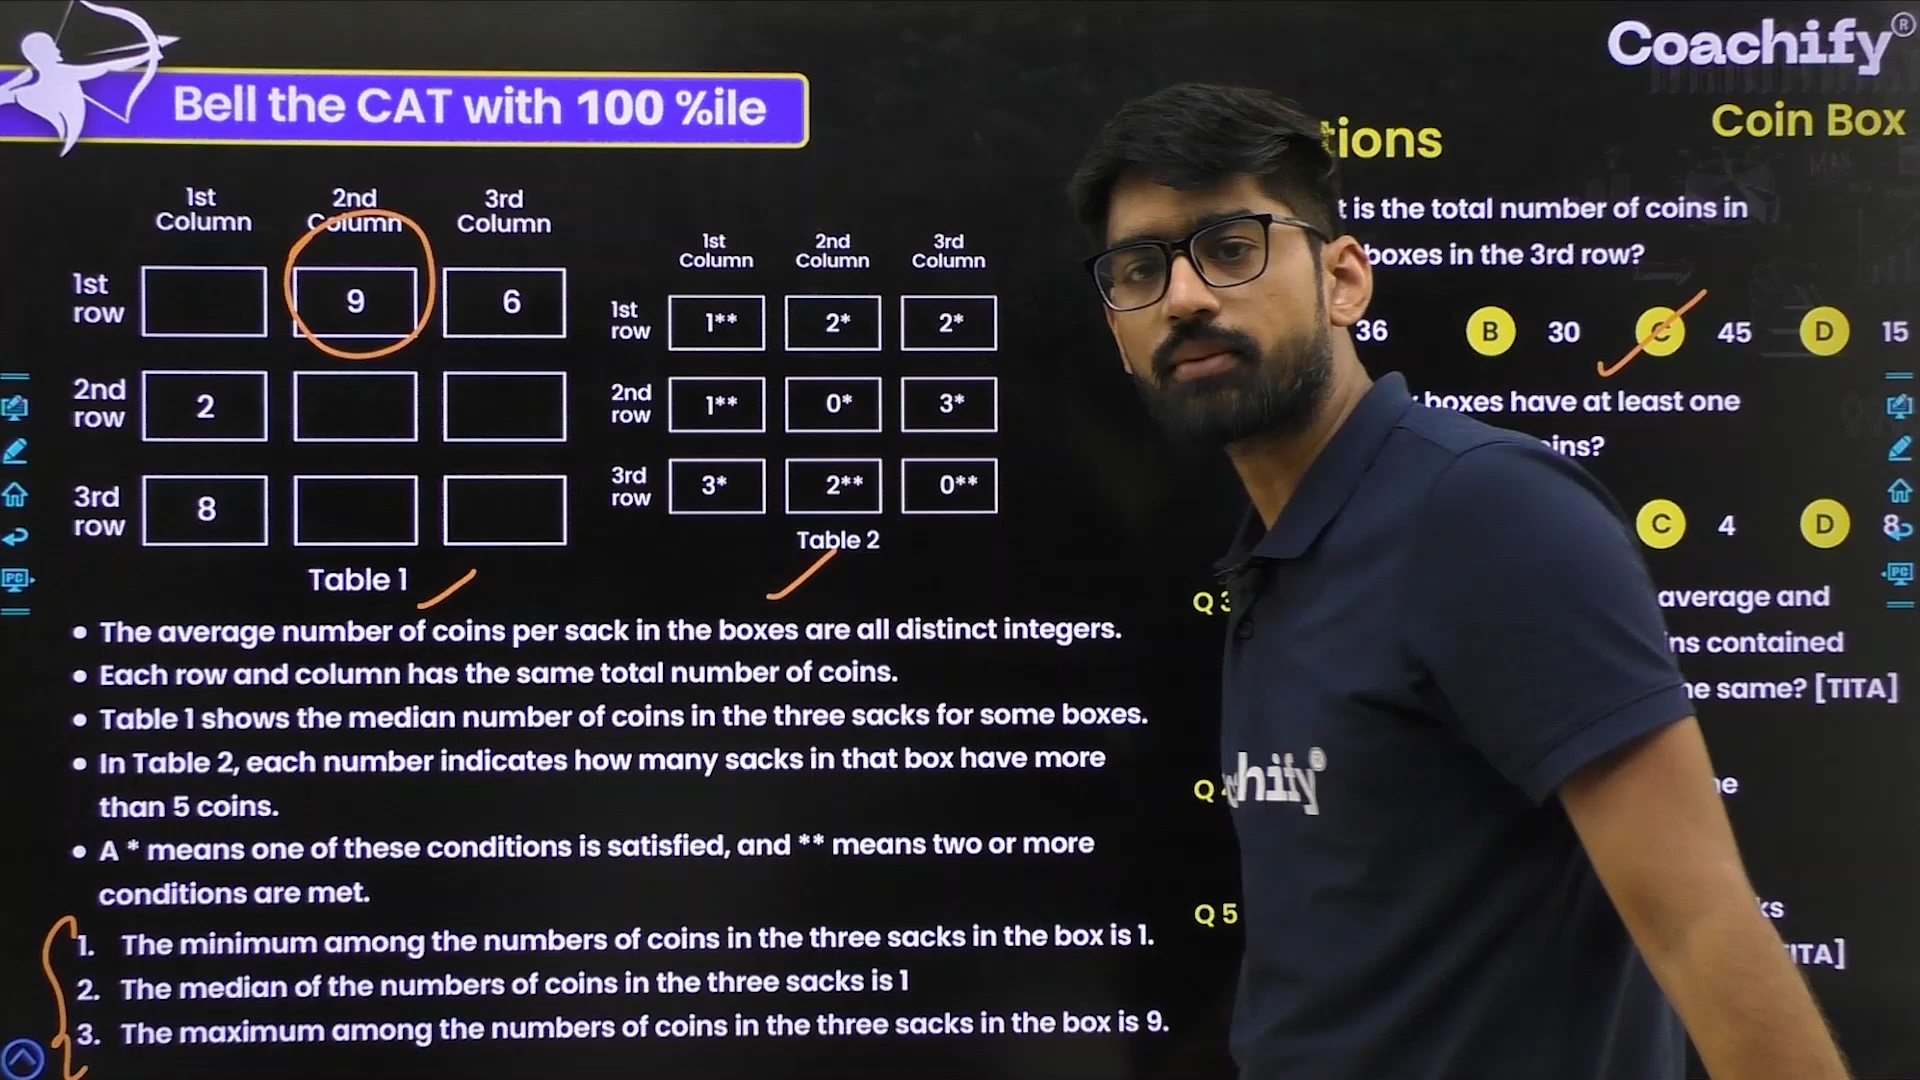 Coachify®
Bell the CAT with 100 %ile
Coin Box
tions
1st Column 2nd Column 3rd Column
1st row 9 6
2nd row 2
3rd row 8
Table 1
1st Column 2nd Column 3rd Column
1st row 1** 2* 2*
2nd row 1** 0* 3*
3rd row 3* 2** 0**
Table 2
• The average number of coins per sack in the boxes are all distinct integers.
• Each row and column has the same total number of coins.
• Table 1 shows the median number of coins in the three sacks for some boxes.
• In Table 2, each number indicates how many sacks in that box have more
than 5 coins.
• A * means one of these conditions is satisfied, and ** means two or more
conditions are met.
1. The minimum among the numbers of coins in the three sacks in the box is 1.
2. The median of the numbers of coins in the three sacks is 1
3. The maximum among the numbers of coins in the three sacks in the box is 9.
t is the total number of coins in
boxes in the 3rd row?
36 B 30 C 45 D 15
boxes have at least one
ins?
C 4 D 8
Q 3
average and
ns contained
he same? [TITA]
Q
ne
Q 5
ks
ITA]
hify®
PC
PC